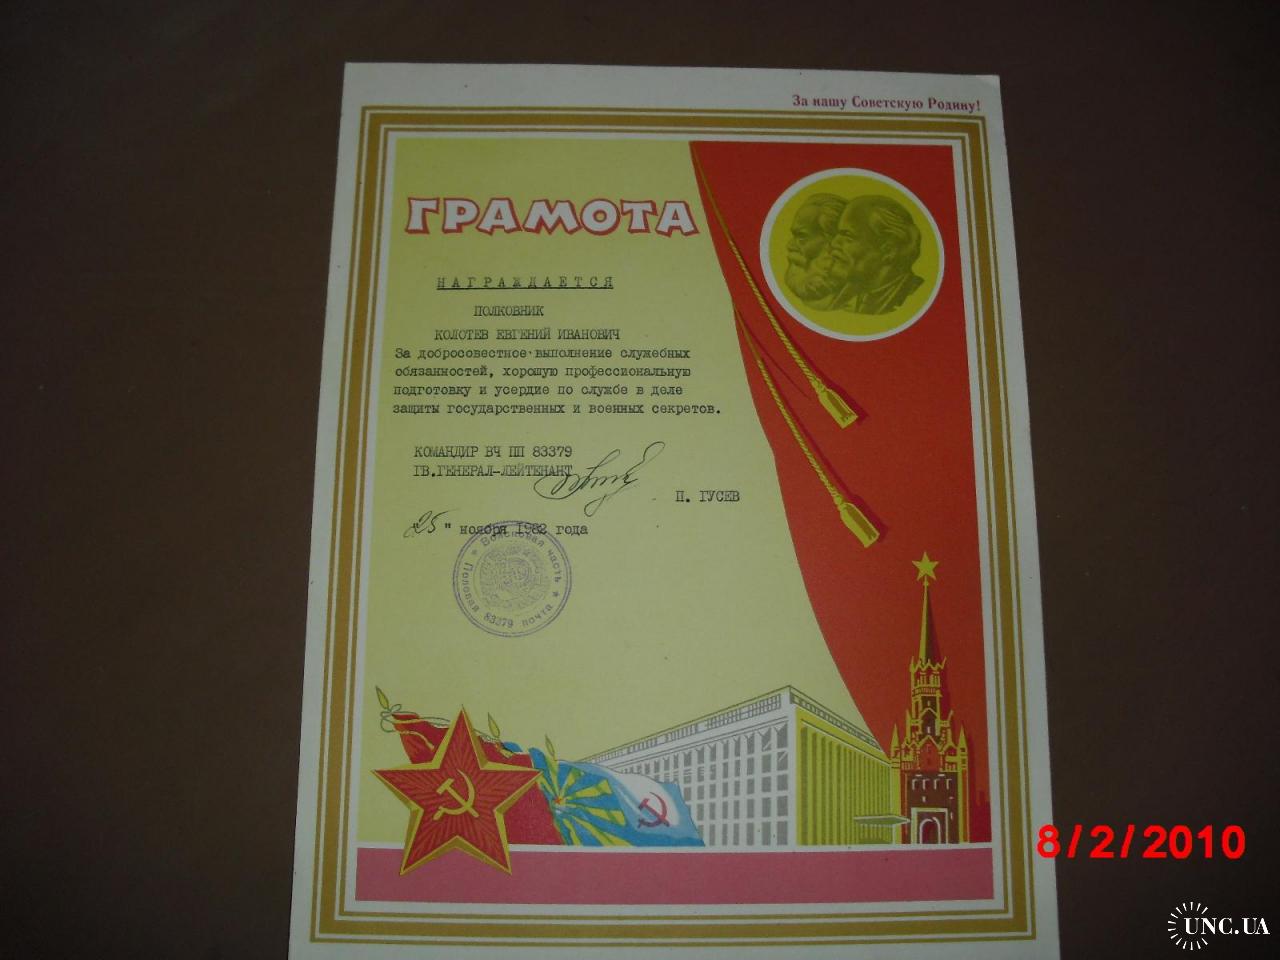 За нашу Советскую Родину!
ГРАМОТА
НАГРАЖДАЕТСЯ
ПОЛКОВНИК
КОЛОТЕВ ЕВГЕНИЙ ИВАНОВИЧ
За добросовестное выполнение служебных
обязанностей, хорошую профессиональную
подготовку и усердие по службе в деле
защиты государственных и военных секретов.
КОМАНДИР ВЧ ПП 83379
ГВ.ГЕНЕРАЛ-ЛЕЙТЕНАНТ
П. ГУСЕВ
"25" ноября 1982 года
* Войсковая часть *
Полевая 83379 почта
8/2/2010
UNC.UA